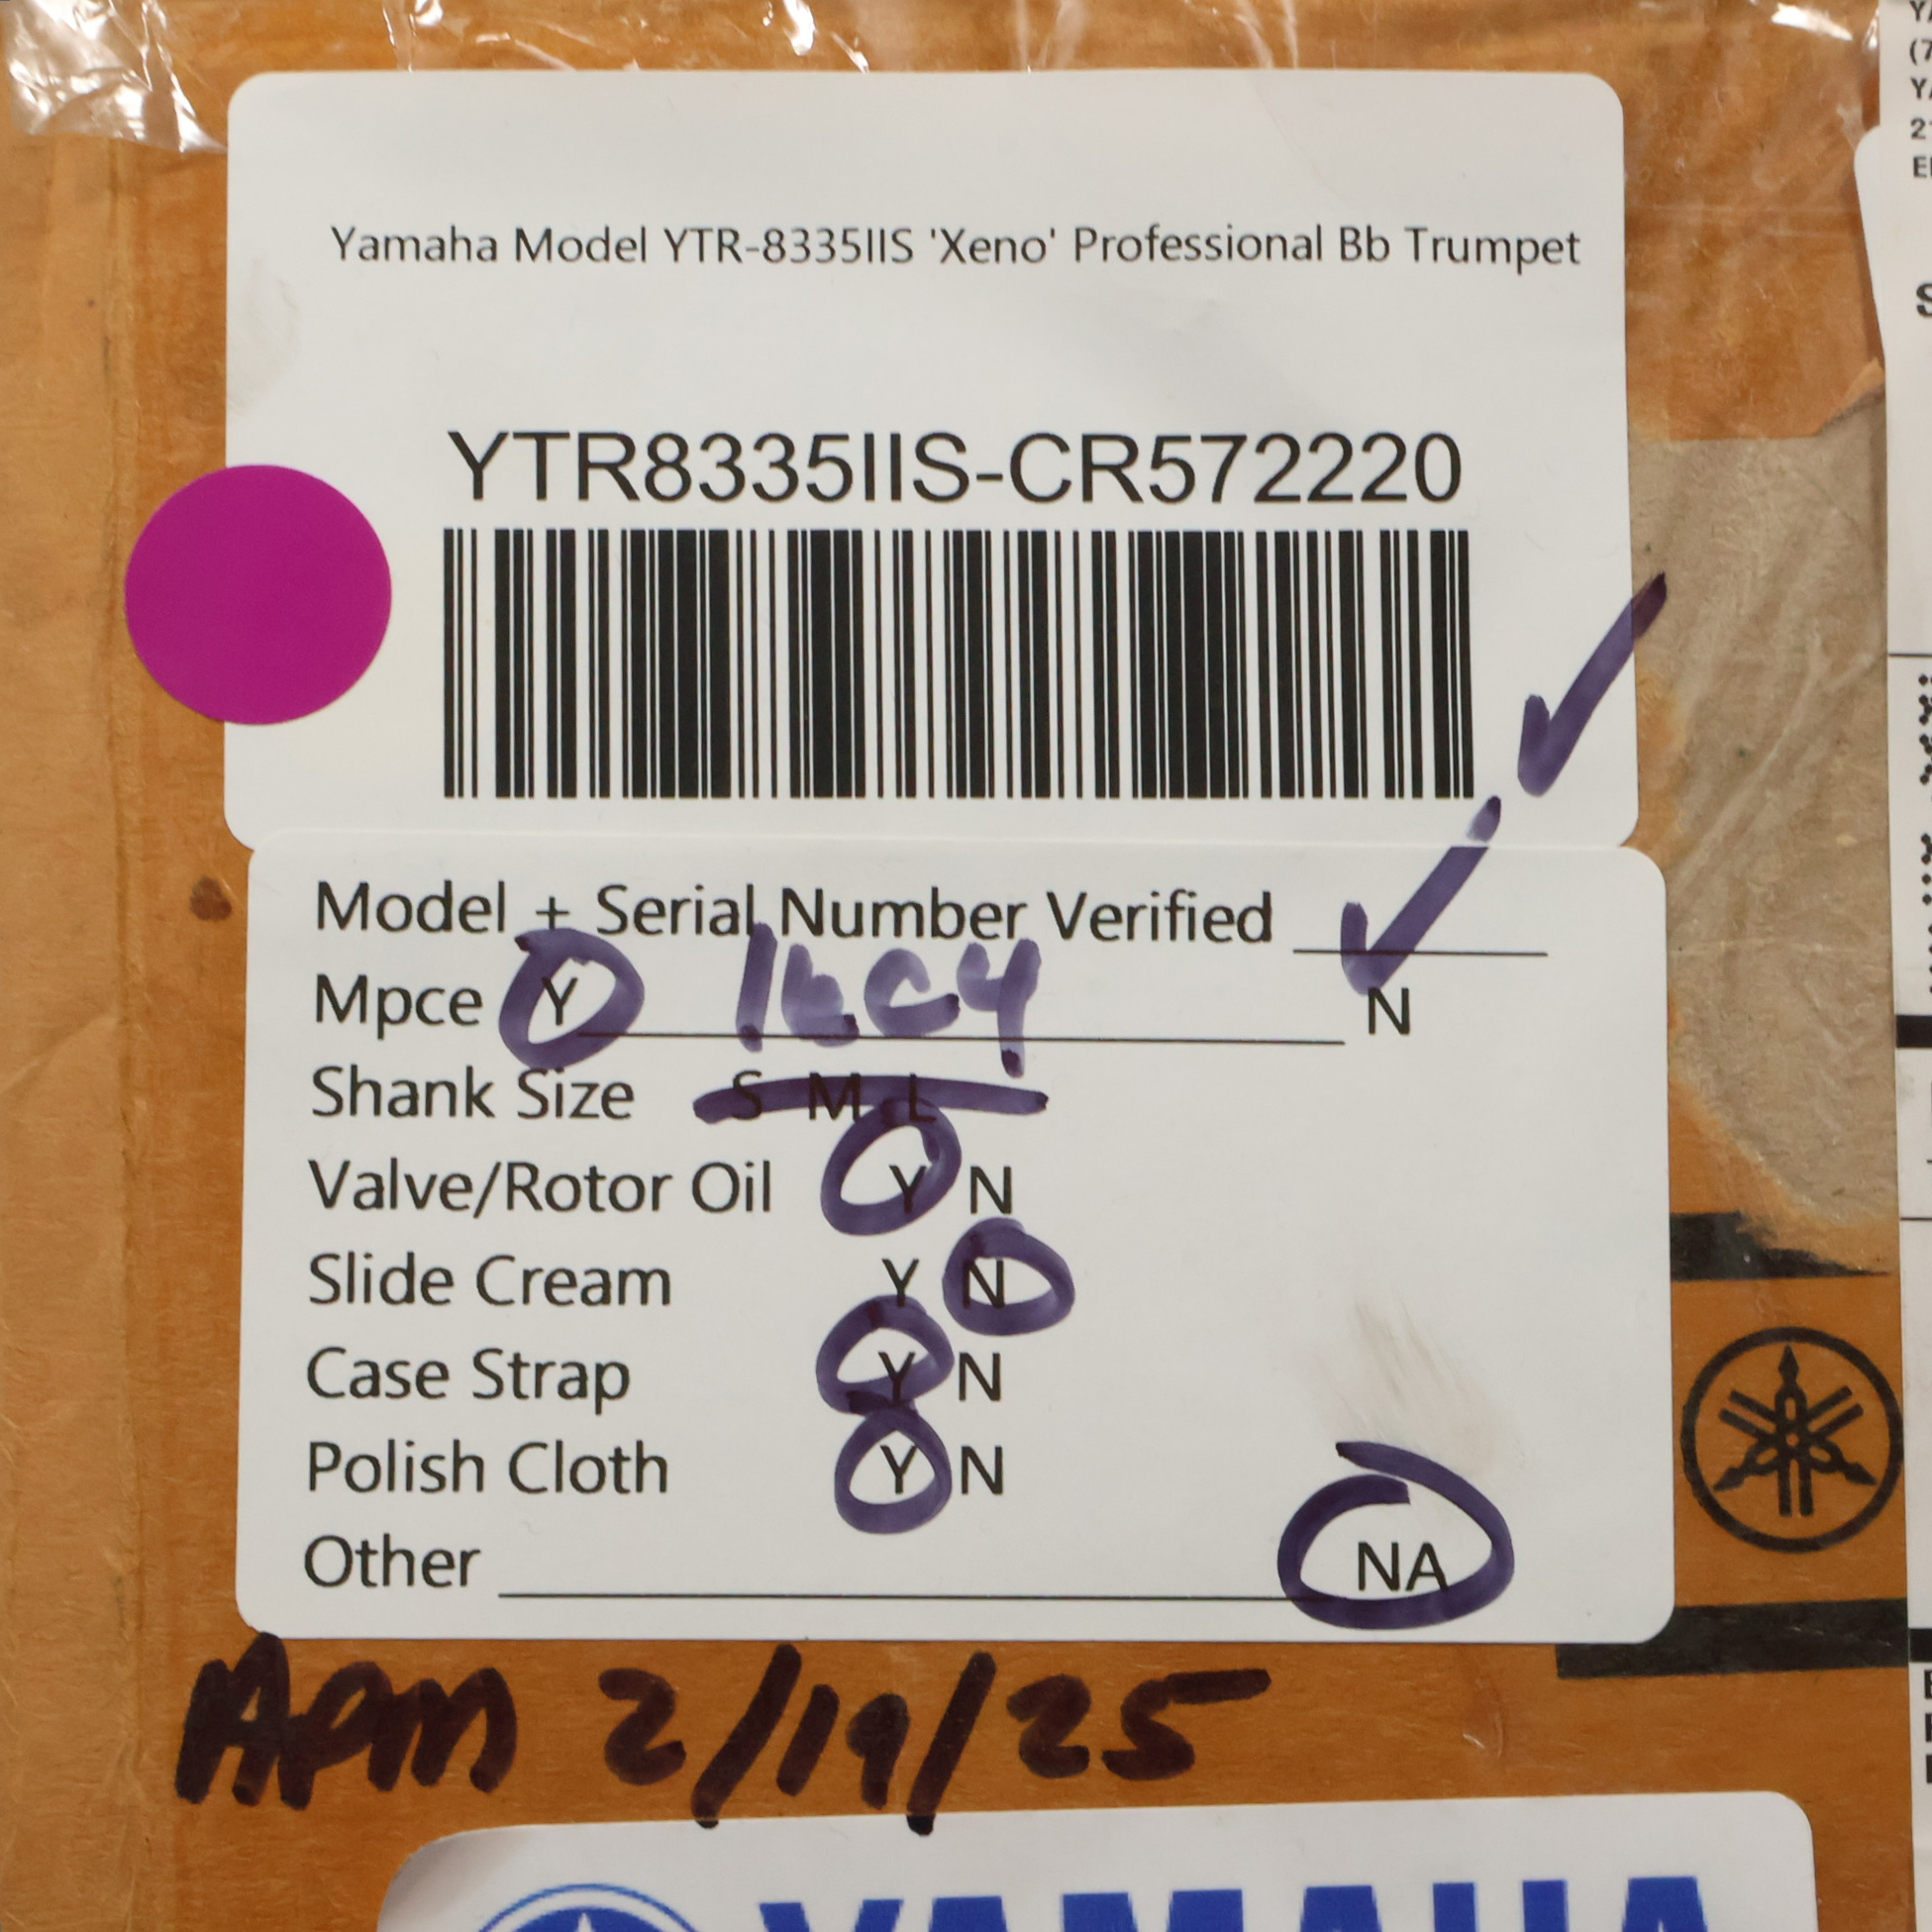 Yamaha Model YTR-8335IIS 'Xeno' Professional Bb Trumpet
YTR8335IIS-CR572220
Model + Serial Number Verified ✓
Mpce Y 16C4 N
Shank Size S M L
Valve/Rotor Oil Y N
Slide Cream Y N
Case Strap Y N
Polish Cloth Y N
Other NA
APM 2/19/25
YAMAHA